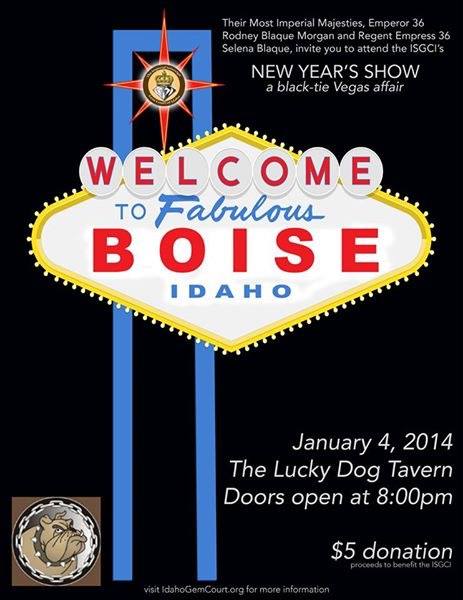 Their Most Imperial Majesties, Emperor 36
Rodney Blaque Morgan and Regent Empress 36
Selena Blaque, invite you to attend the ISGCI's
NEW YEAR'S SHOW
a black-tie Vegas affair
WELCOME
TO Fabulous
BOISE
IDAHO
January 4, 2014
The Lucky Dog Tavern
Doors open at 8:00pm
$5 donation
proceeds to benefit the ISGCI
visit IdahoGemCourt.org for more information